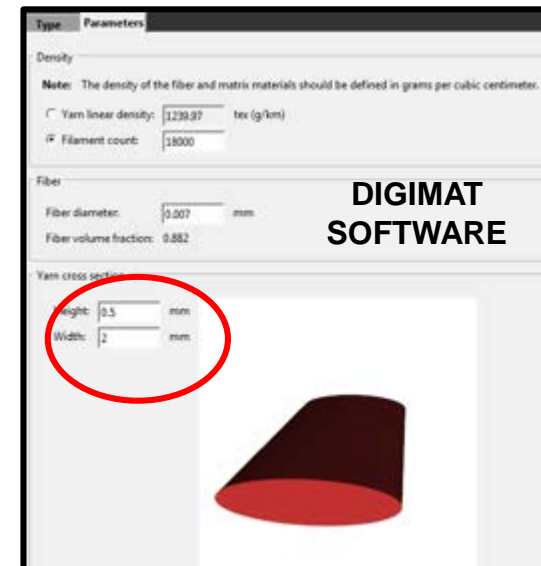 Type Parameters
Density
Note: The density of the fiber and matrix materials should be defined in grams per cubic centimeter.
Yarn linear density: 1239.97 tex (g/km)
Filament count: 18000
Fiber
Fiber diameter: 0.007 mm
Fiber volume fraction: 0.882
DIGIMAT
SOFTWARE
Yarn cross section
Height: 0.5 mm
Width: 2 mm